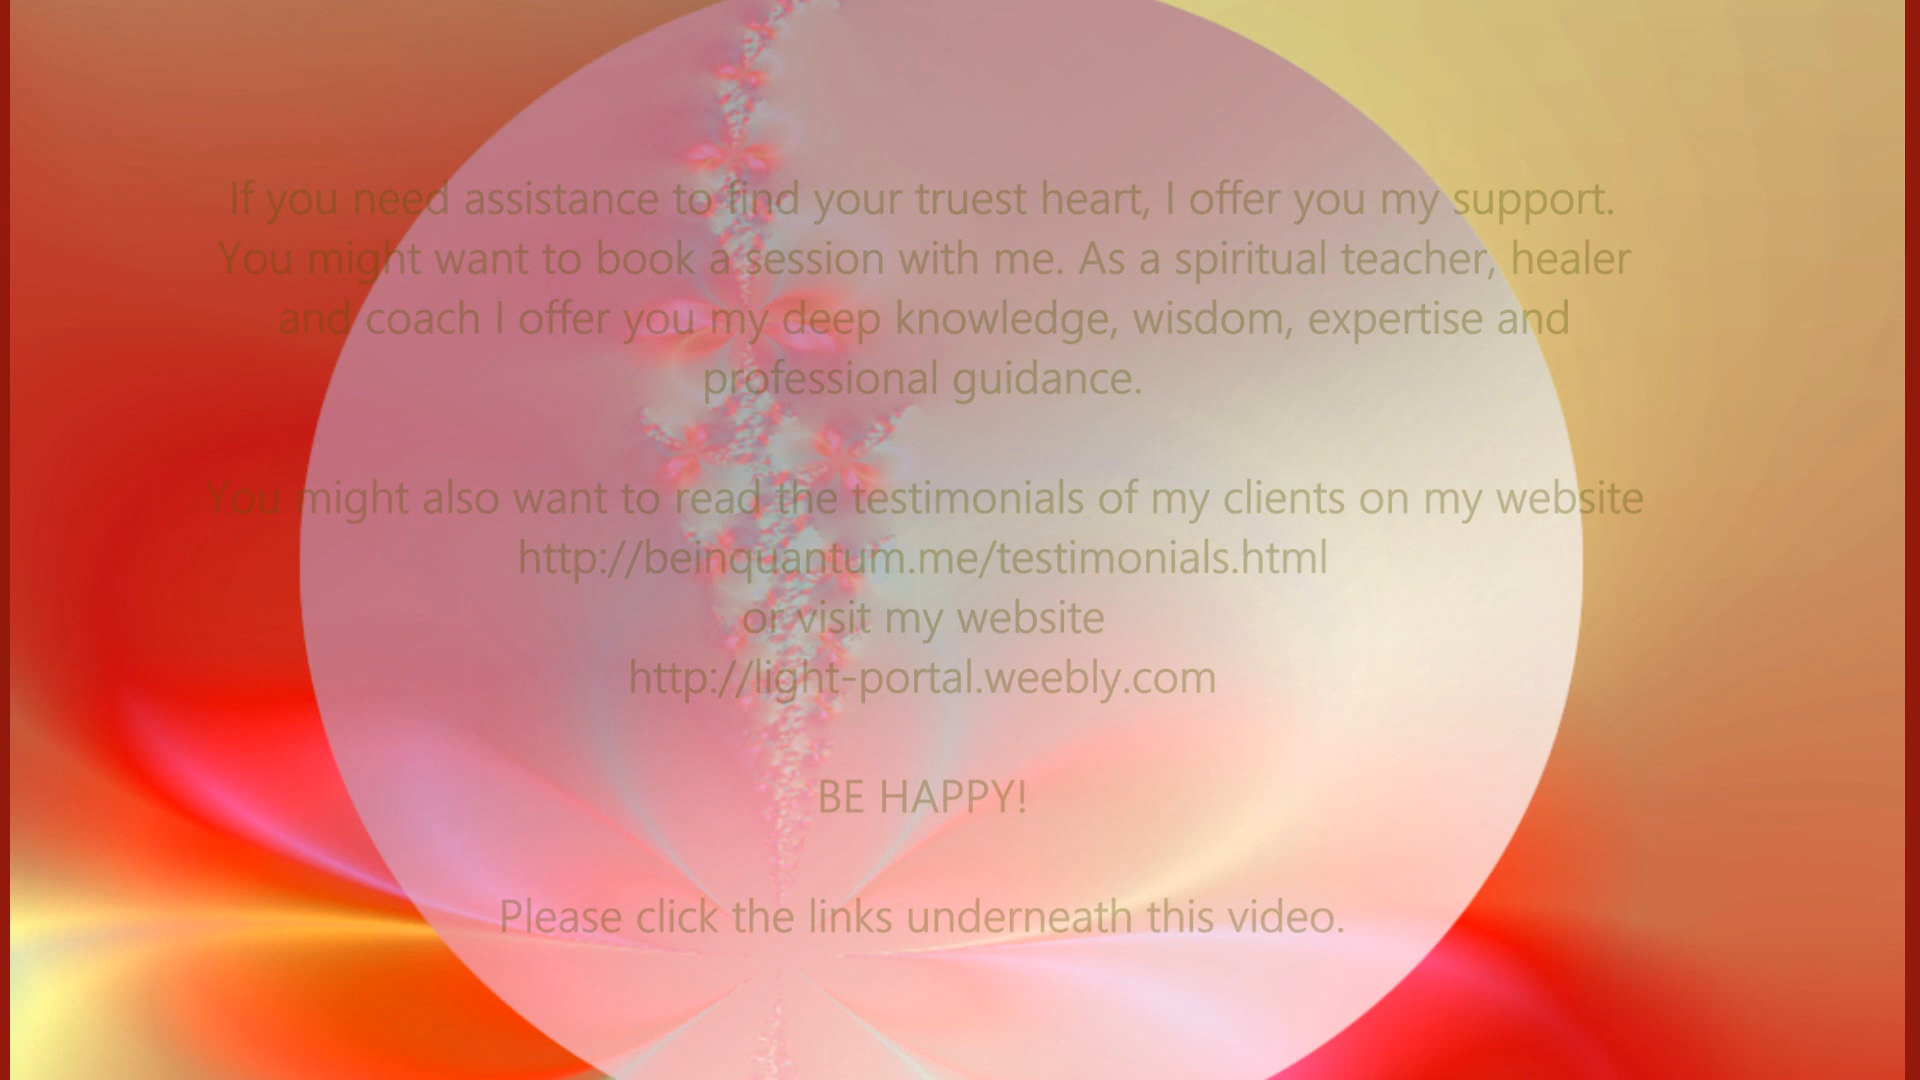 If you need assistance to find your truest heart, I offer you my support.
You might want to book a session with me. As a spiritual teacher, healer
and coach I offer you my deep knowledge, wisdom, expertise and
professional guidance.
You might also want to read the testimonials of my clients on my website
http://beinquantum.me/testimonials.html
or visit my website
http://light-portal.weebly.com
BE HAPPY!
Please click the links underneath this video.